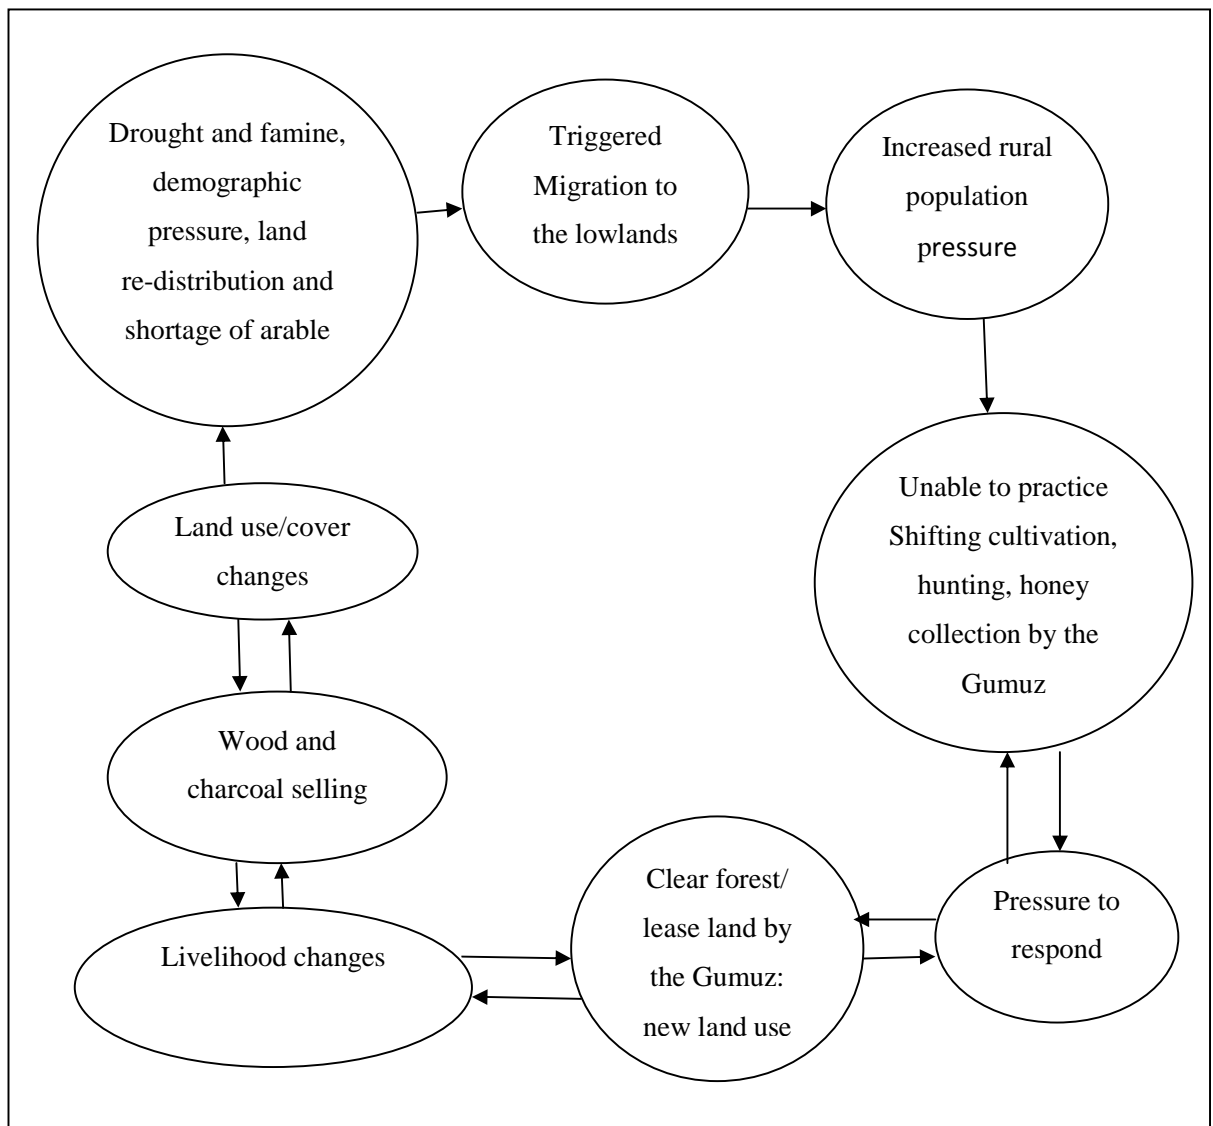 Drought and famine,
demographic
pressure, land
re-distribution and
shortage of arable
Triggered
Migration to
the lowlands
Increased rural
population
pressure
Unable to practice
Shifting cultivation,
hunting, honey
collection by the
Gumuz
Pressure to
respond
Clear forest/
lease land by
the Gumuz:
new land use
Livelihood changes
Wood and
charcoal selling
Land use/cover
changes